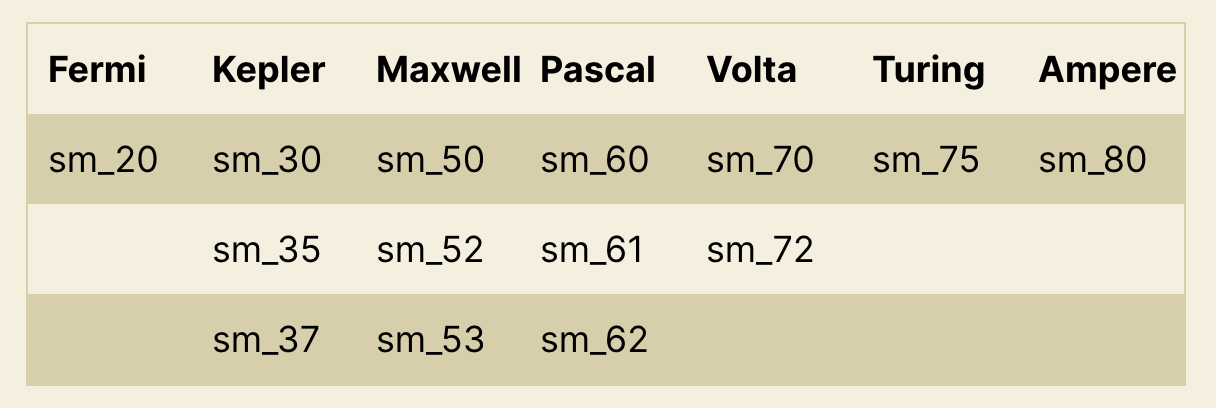 Fermi Kepler Maxwell Pascal Volta Turing Ampere
sm_20 sm_30 sm_50 sm_60 sm_70 sm_75 sm_80
sm_35 sm_52 sm_61 sm_72
sm_37 sm_53 sm_62